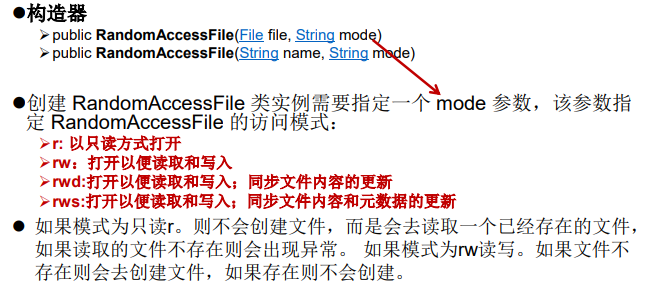 ●构造器
➢public RandomAccessFile(File file, String mode)
➢public RandomAccessFile(String name, String mode)
●创建 RandomAccessFile 类实例需要指定一个 mode 参数，该参数指
定 RandomAccessFile 的访问模式：
➢r: 以只读方式打开
➢rw：打开以便读取和写入
➢rwd:打开以便读取和写入；同步文件内容的更新
➢rws:打开以便读取和写入；同步文件内容和元数据的更新
● 如果模式为只读r。则不会创建文件，而是会去读取一个已经存在的文件，
如果读取的文件不存在则会出现异常。 如果模式为rw读写。如果文件不
存在则会去创建文件，如果存在则不会创建。